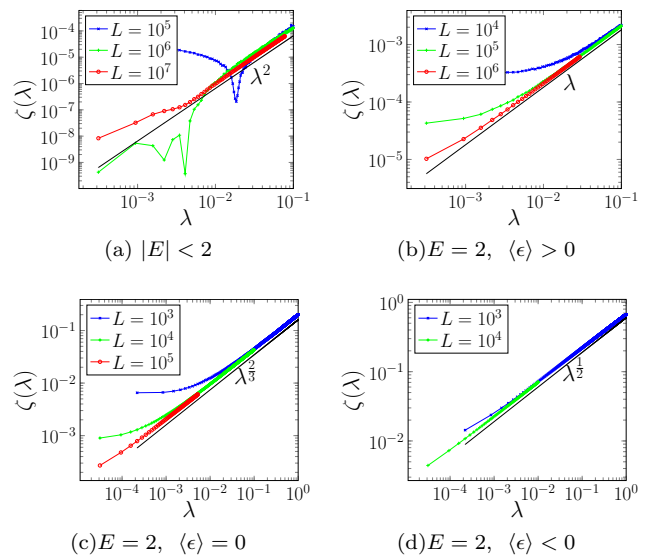 10^{-4}
10^{-5}
10^{-6}
10^{-7}
10^{-8}
10^{-9}
ζ(λ)
L = 10^5
L = 10^6
L = 10^7
λ^2
10^{-3} 10^{-2} 10^{-1}
λ
(a) |E| < 2
10^{-3}
10^{-4}
10^{-5}
ζ(λ)
L = 10^4
L = 10^5
L = 10^6
λ
10^{-3} 10^{-2} 10^{-1}
λ
(b)E = 2, ⟨ϵ⟩ > 0
10^{-1}
10^{-2}
10^{-3}
ζ(λ)
L = 10^3
L = 10^4
L = 10^5
λ^{2/3}
10^{-4} 10^{-3} 10^{-2} 10^{-1} 10^0
λ
(c)E = 2, ⟨ϵ⟩ = 0
10^0
10^{-1}
10^{-2}
ζ(λ)
L = 10^3
L = 10^4
λ^{1/2}
10^{-4} 10^{-3} 10^{-2} 10^{-1} 10^0
λ
(d)E = 2, ⟨ϵ⟩ < 0